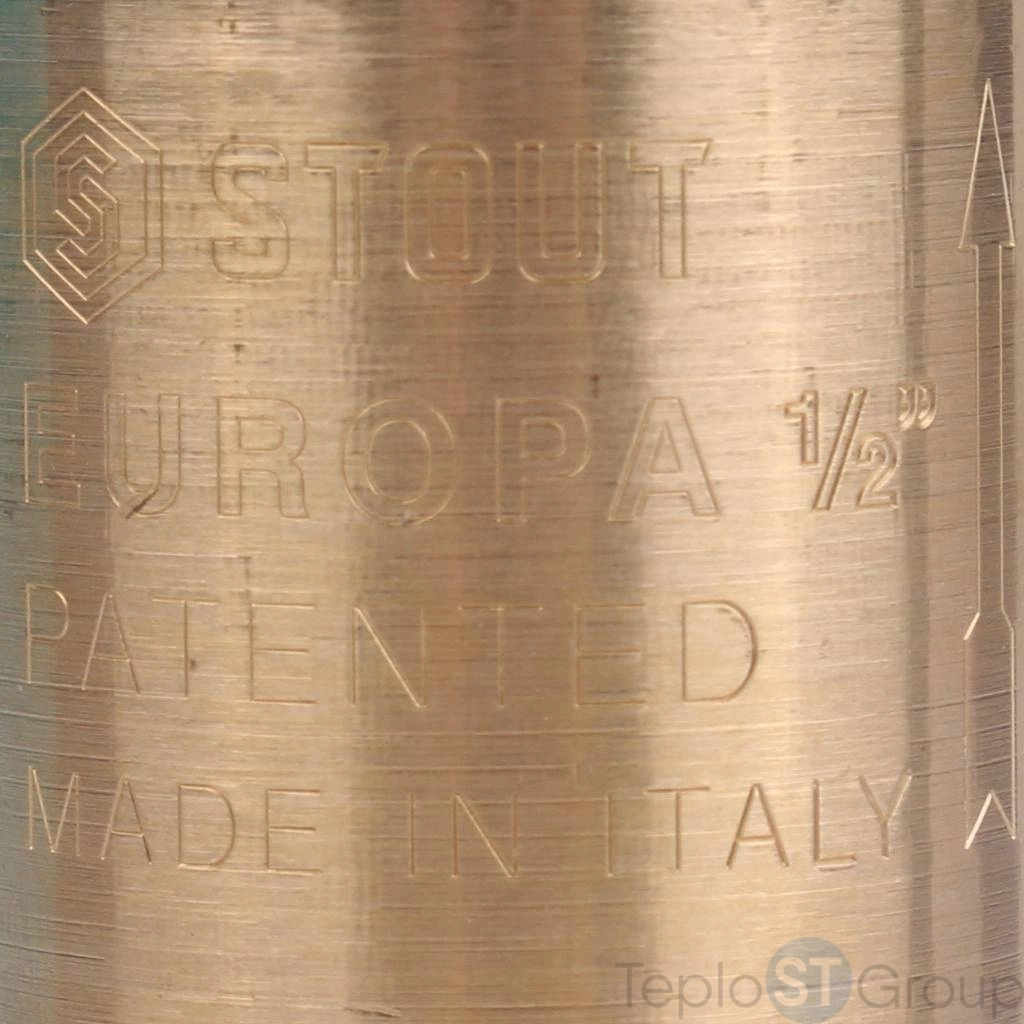 STOUT
EUROPA 1/2"
PATENTED
MADE IN ITALY
TeploSTGroup